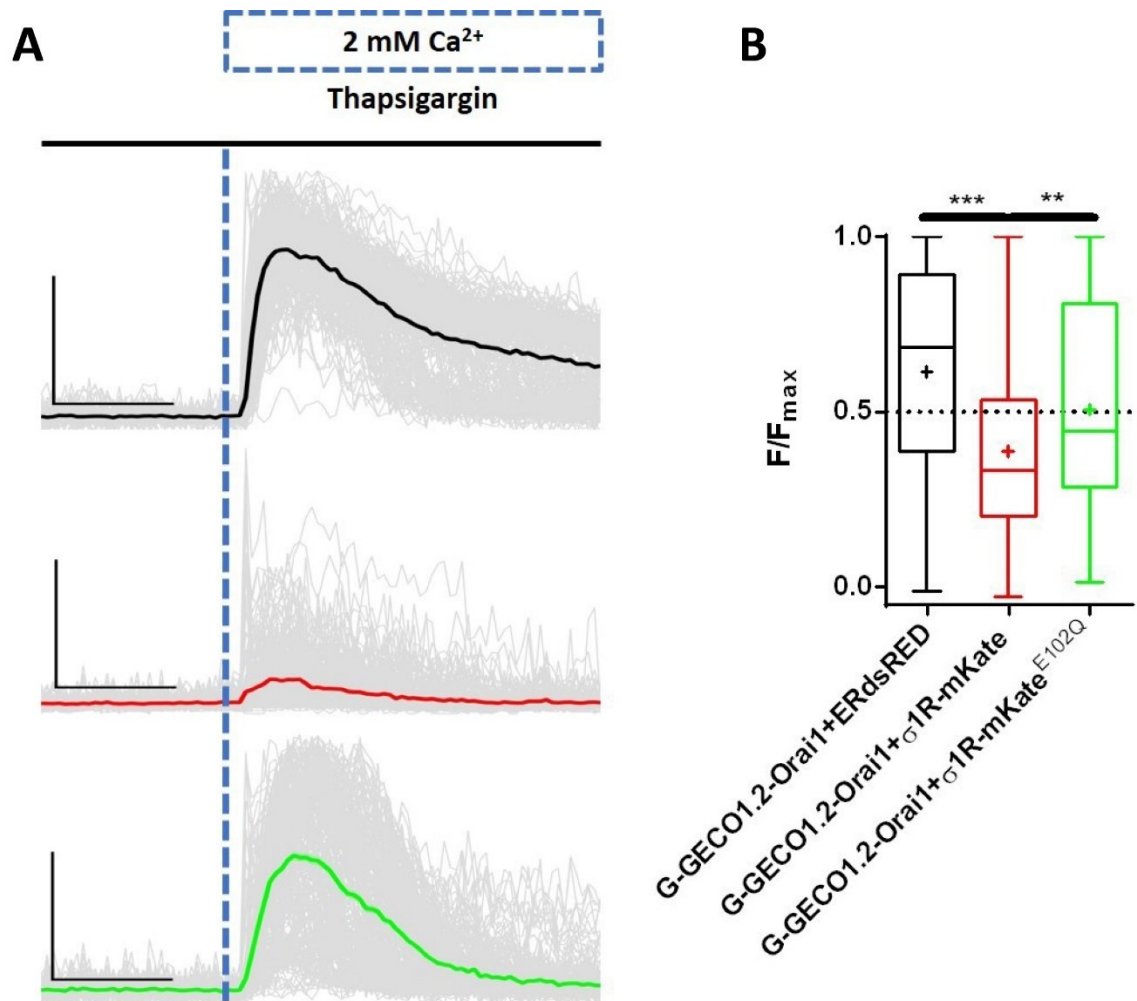 A
2 mM Ca²⁺
Thapsigargin
B
*** **
1.0
0.5
0.0
F/Fmax
G-GECO1.2-Orai1+ERdsRED
G-GECO1.2-Orai1+σ1R-mKate
G-GECO1.2-Orai1+σ1R-mKateᴱ¹⁰²Q